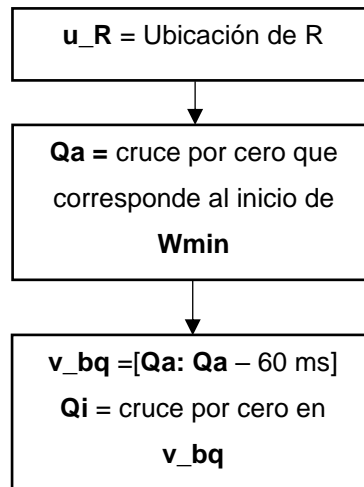 u_R = Ubicación de R
Qa = cruce por cero que
corresponde al inicio de
Wmin
v_bq =[Qa: Qa – 60 ms]
Qi = cruce por cero en
v_bq